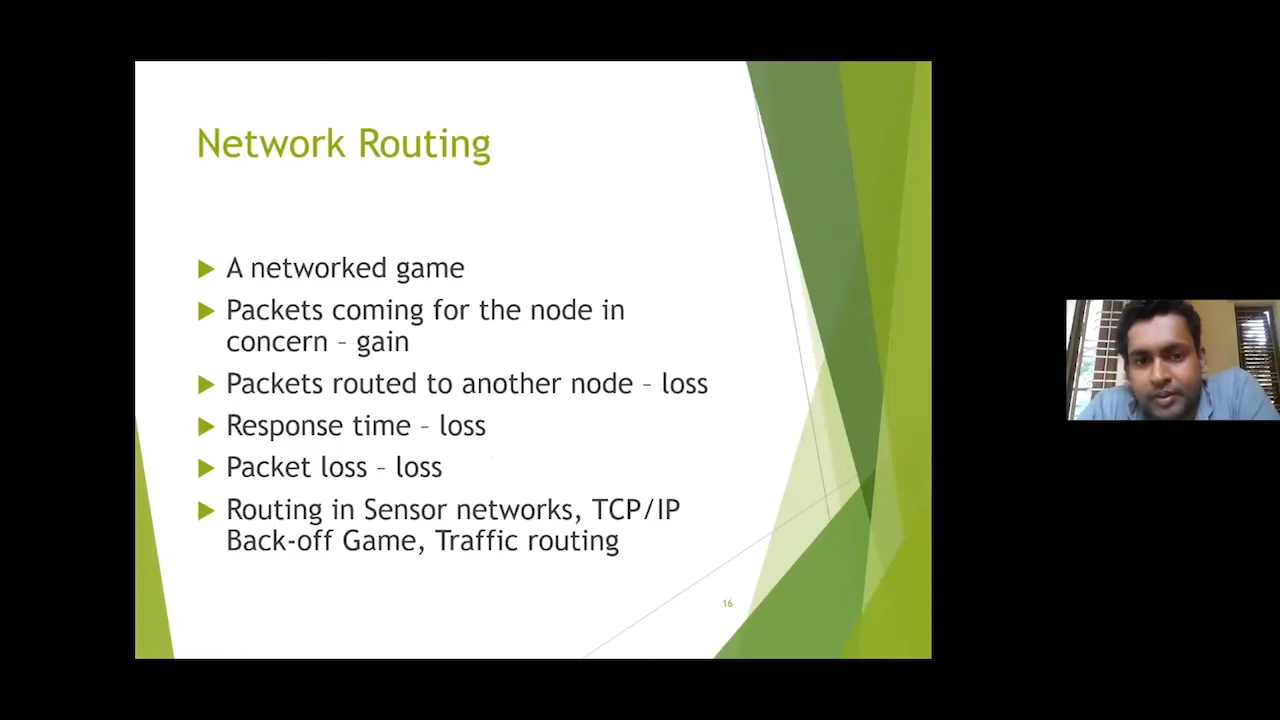 Network Routing
A networked game
Packets coming for the node in
concern – gain
Packets routed to another node – loss
Response time – loss
Packet loss – loss
Routing in Sensor networks, TCP/IP
Back-off Game, Traffic routing
16